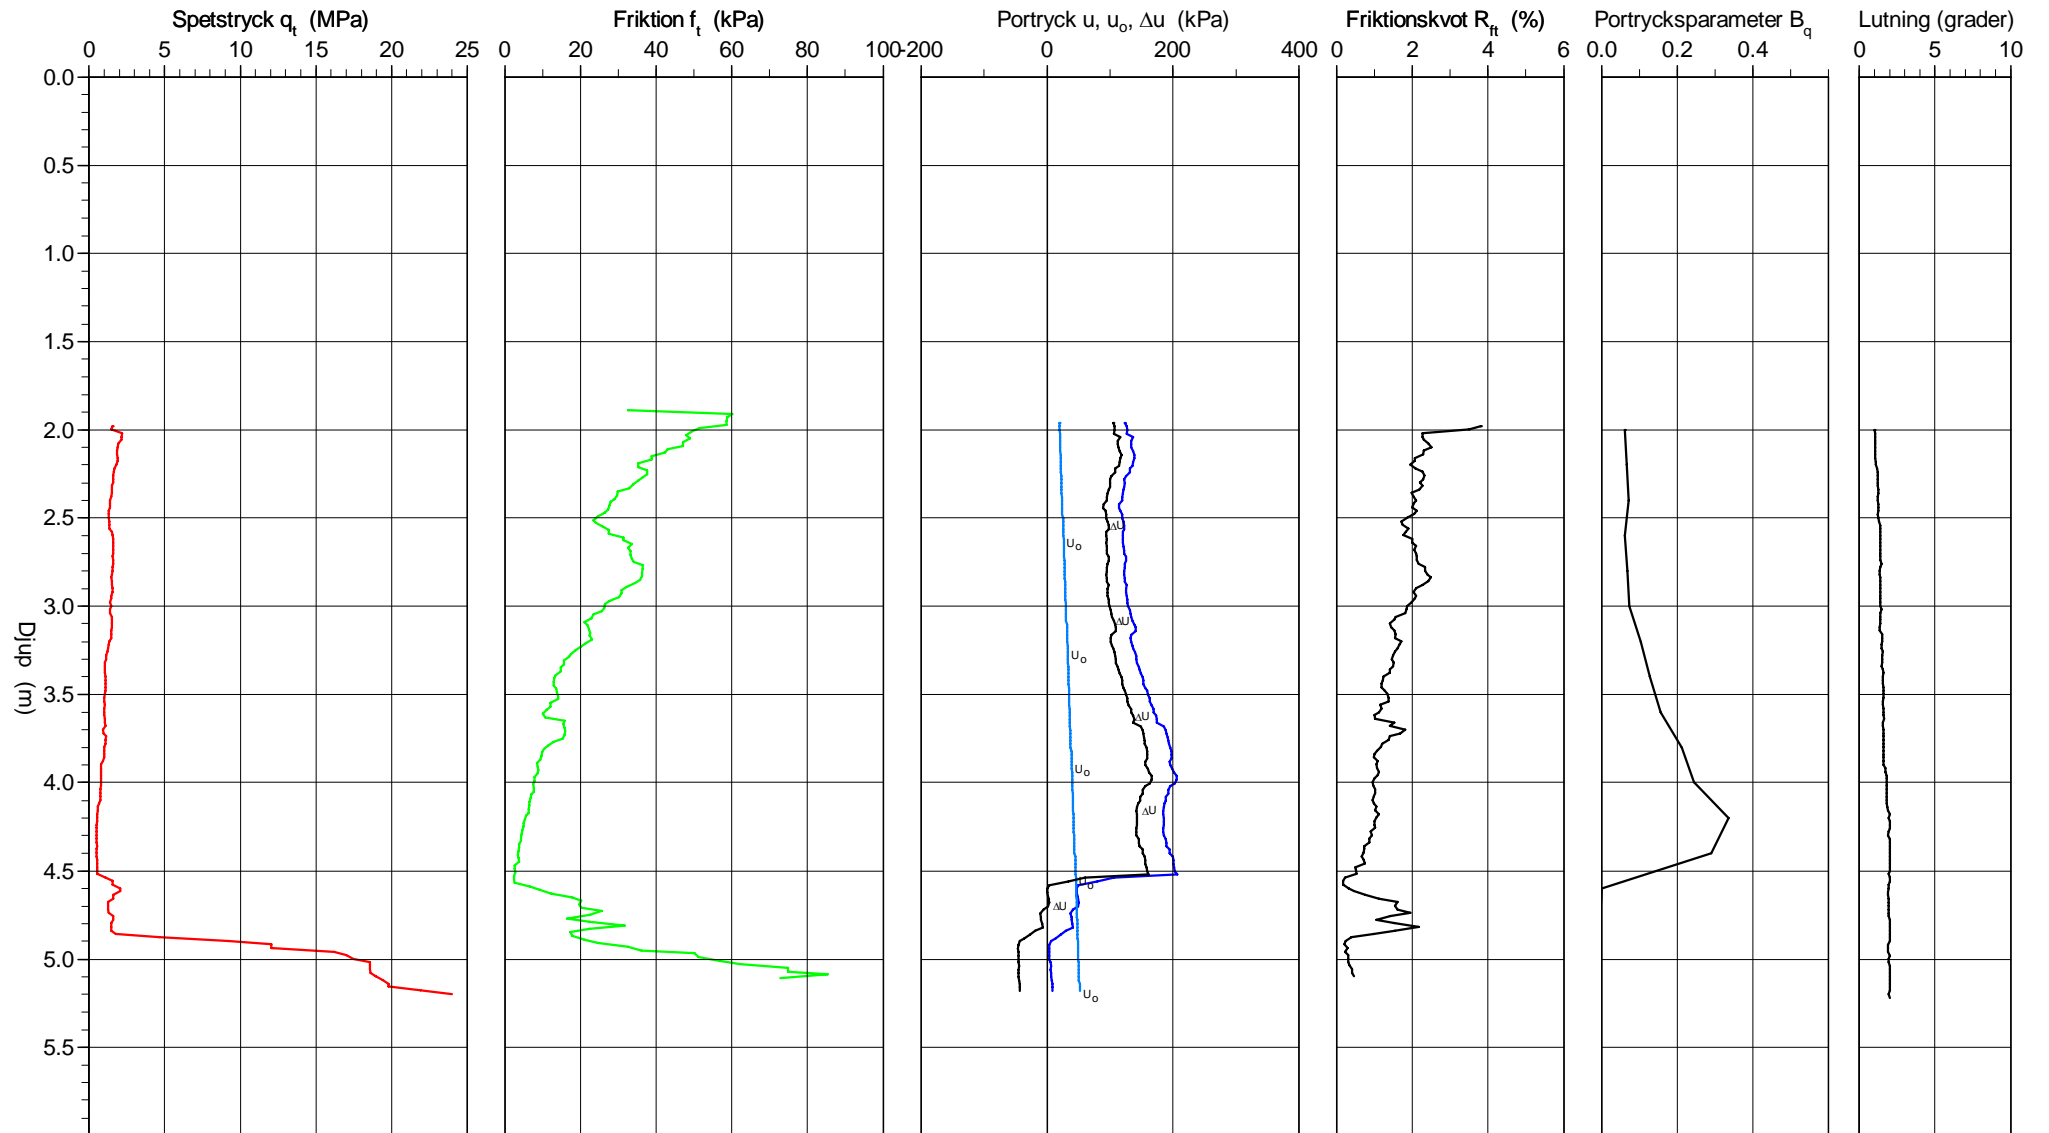 Spetstryck qt (MPa)
0 5 10 15 20 25
Friktion ft (kPa)
0 20 40 60 80 100
Portryck u, uo, Δu (kPa)
-200 0 200 400
Friktionskvot Rft (%)
0 2 4 6
Portrycksparameter Bq
0.0 0.2 0.4
Lutning (grader)
0 5 10
Djup (m)
0.0
0.5
1.0
1.5
2.0
2.5
3.0
3.5
4.0
4.5
5.0
5.5
ΔU
Uo
ΔU
Uo
ΔU
Uo
ΔU
Uo
ΔU
Uo